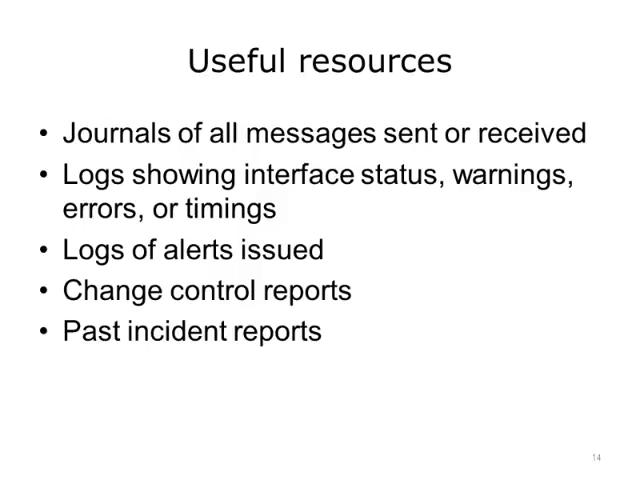 Useful resources
• Journals of all messages sent or received
• Logs showing interface status, warnings,
errors, or timings
• Logs of alerts issued
• Change control reports
• Past incident reports
14